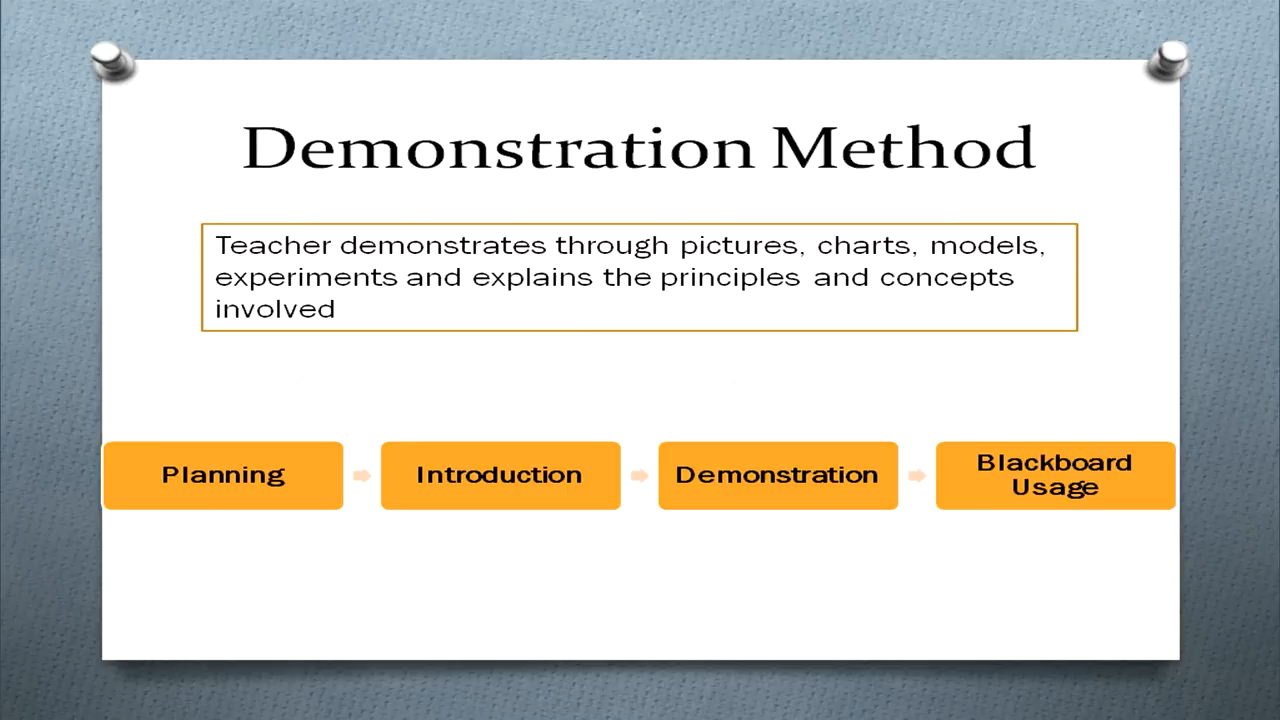 Demonstration Method
Teacher demonstrates through pictures, charts, models,
experiments and explains the principles and concepts
involved
Planning
Introduction
Demonstration
Blackboard
Usage